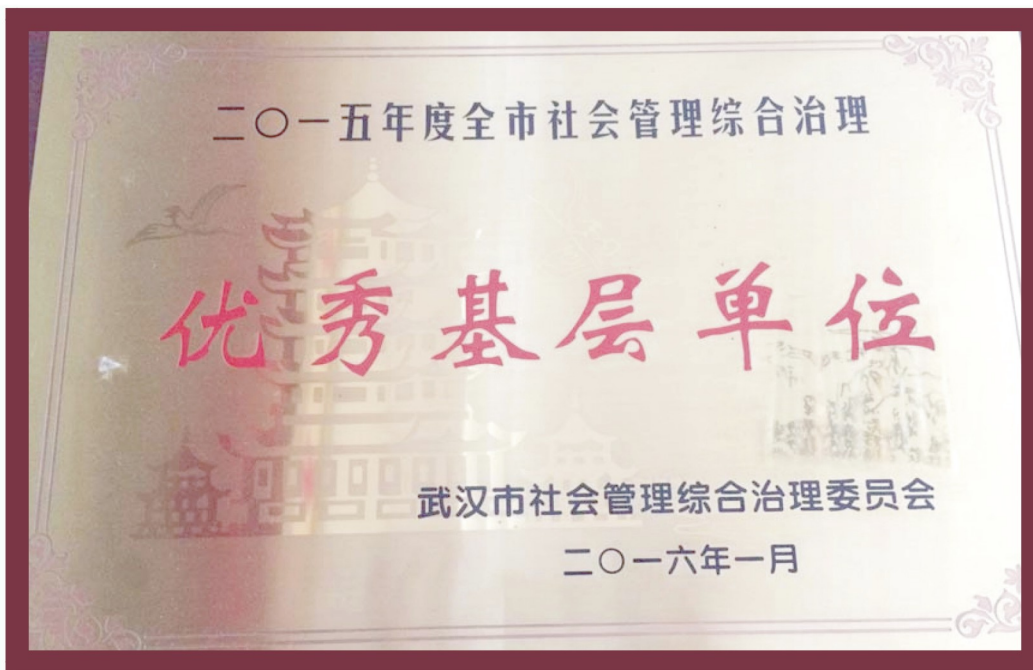 二〇一五年度全市社会管理综合治理
优秀基层单位
武汉市社会管理综合治理委员会
二〇一六年一月